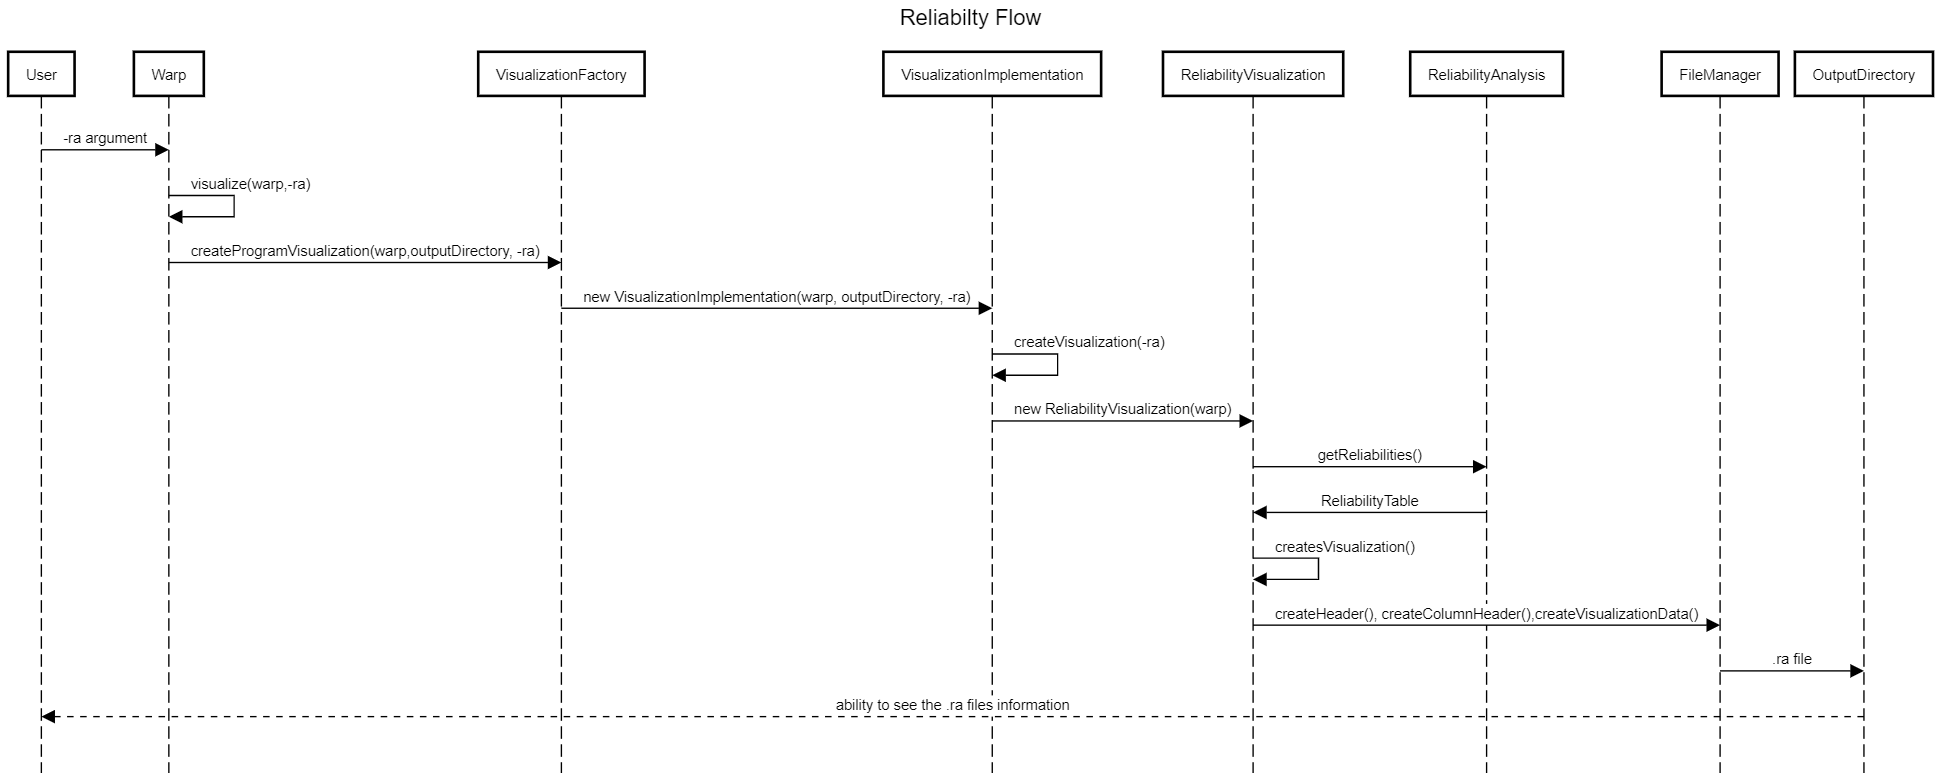 Reliabilty Flow
User
Warp
VisualizationFactory
VisualizationImplementation
ReliabilityVisualization
ReliabilityAnalysis
FileManager
OutputDirectory
-ra argument
visualize(warp,-ra)
createProgramVisualization(warp,outputDirectory, -ra)
new VisualizationImplementation(warp, outputDirectory, -ra)
createVisualization(-ra)
new ReliabilityVisualization(warp)
getReliabilities()
ReliabilityTable
createsVisualization()
createHeader(), createColumnHeader(),createVisualizationData()
.ra file
ability to see the .ra files information